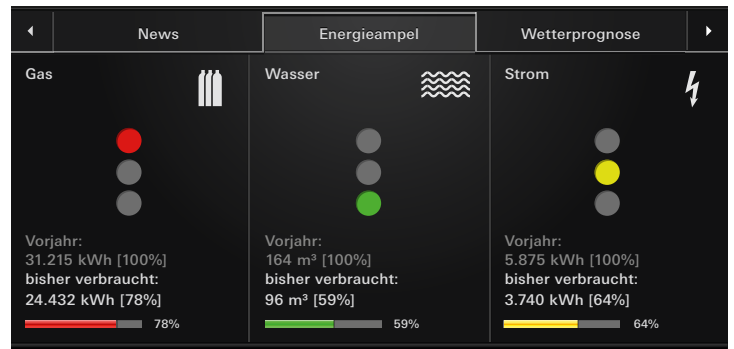 News
Energieampel
Wetterprognose
Gas
Vorjahr:
31.215 kWh [100%]
bisher verbraucht:
24.432 kWh [78%]
78%
Wasser
Vorjahr:
164 m³ [100%]
bisher verbraucht:
96 m³ [59%]
59%
Strom
Vorjahr:
5.875 kWh [100%]
bisher verbraucht:
3.740 kWh [64%]
64%